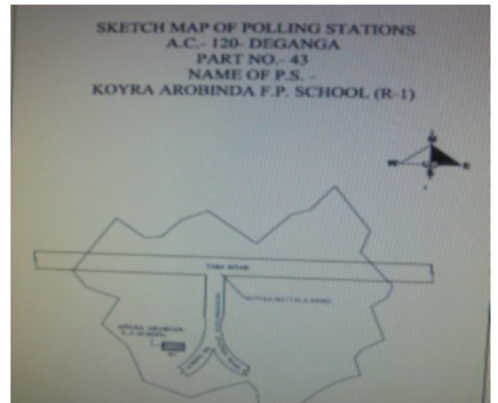 SKETCH MAP OF POLLING STATIONS
A.C.- 120- DEGANGA
PART NO.- 43
NAME OF P.S. -
KOYRA AROBINDA F.P. SCHOOL (R-1)
N
W
E
TAKI ROAD
KOYRA
F.P. SCHOOL